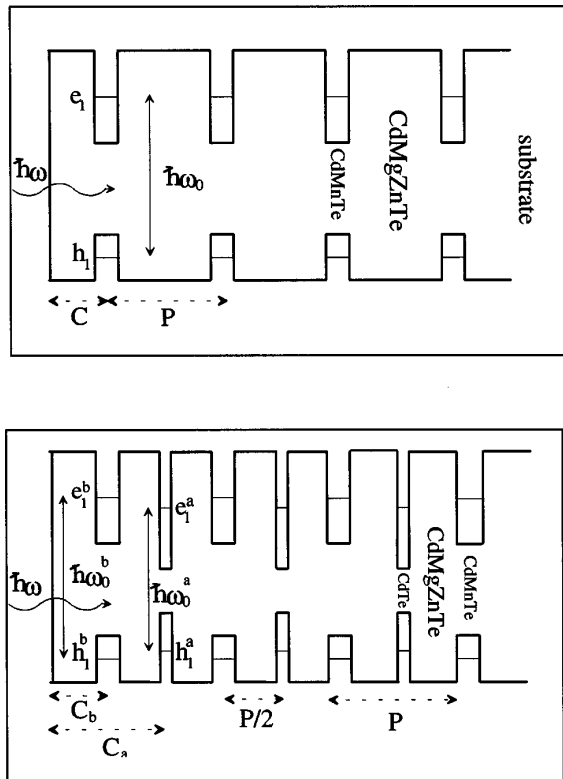 e₁
ħω
ħω₀
CdMnTe
CdMgZnTe
substrate
h₁
C
P
e₁ᵇ
e₁ᵃ
ħω₀ᵇ
ħω₀ᵃ
ħω
CdTe
CdMgZnTe
CdMnTe
h₁ᵇ
h₁ᵃ
C_b
P/2
P
Cₐ